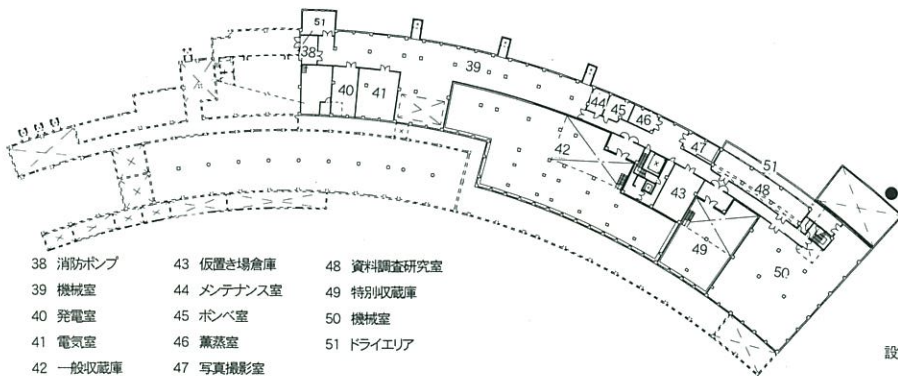 51
38
39
40
41
44
45
46
42
47
51
43
48
49
50
38 消防ポンプ
39 機械室
40 発電室
41 電気室
42 一般収蔵庫
43 仮置き場倉庫
44 メンテナンス室
45 ボンベ室
46 薫蒸室
47 写真撮影室
48 資料調査研究室
49 特別収蔵庫
50 機械室
51 ドライエリア
設